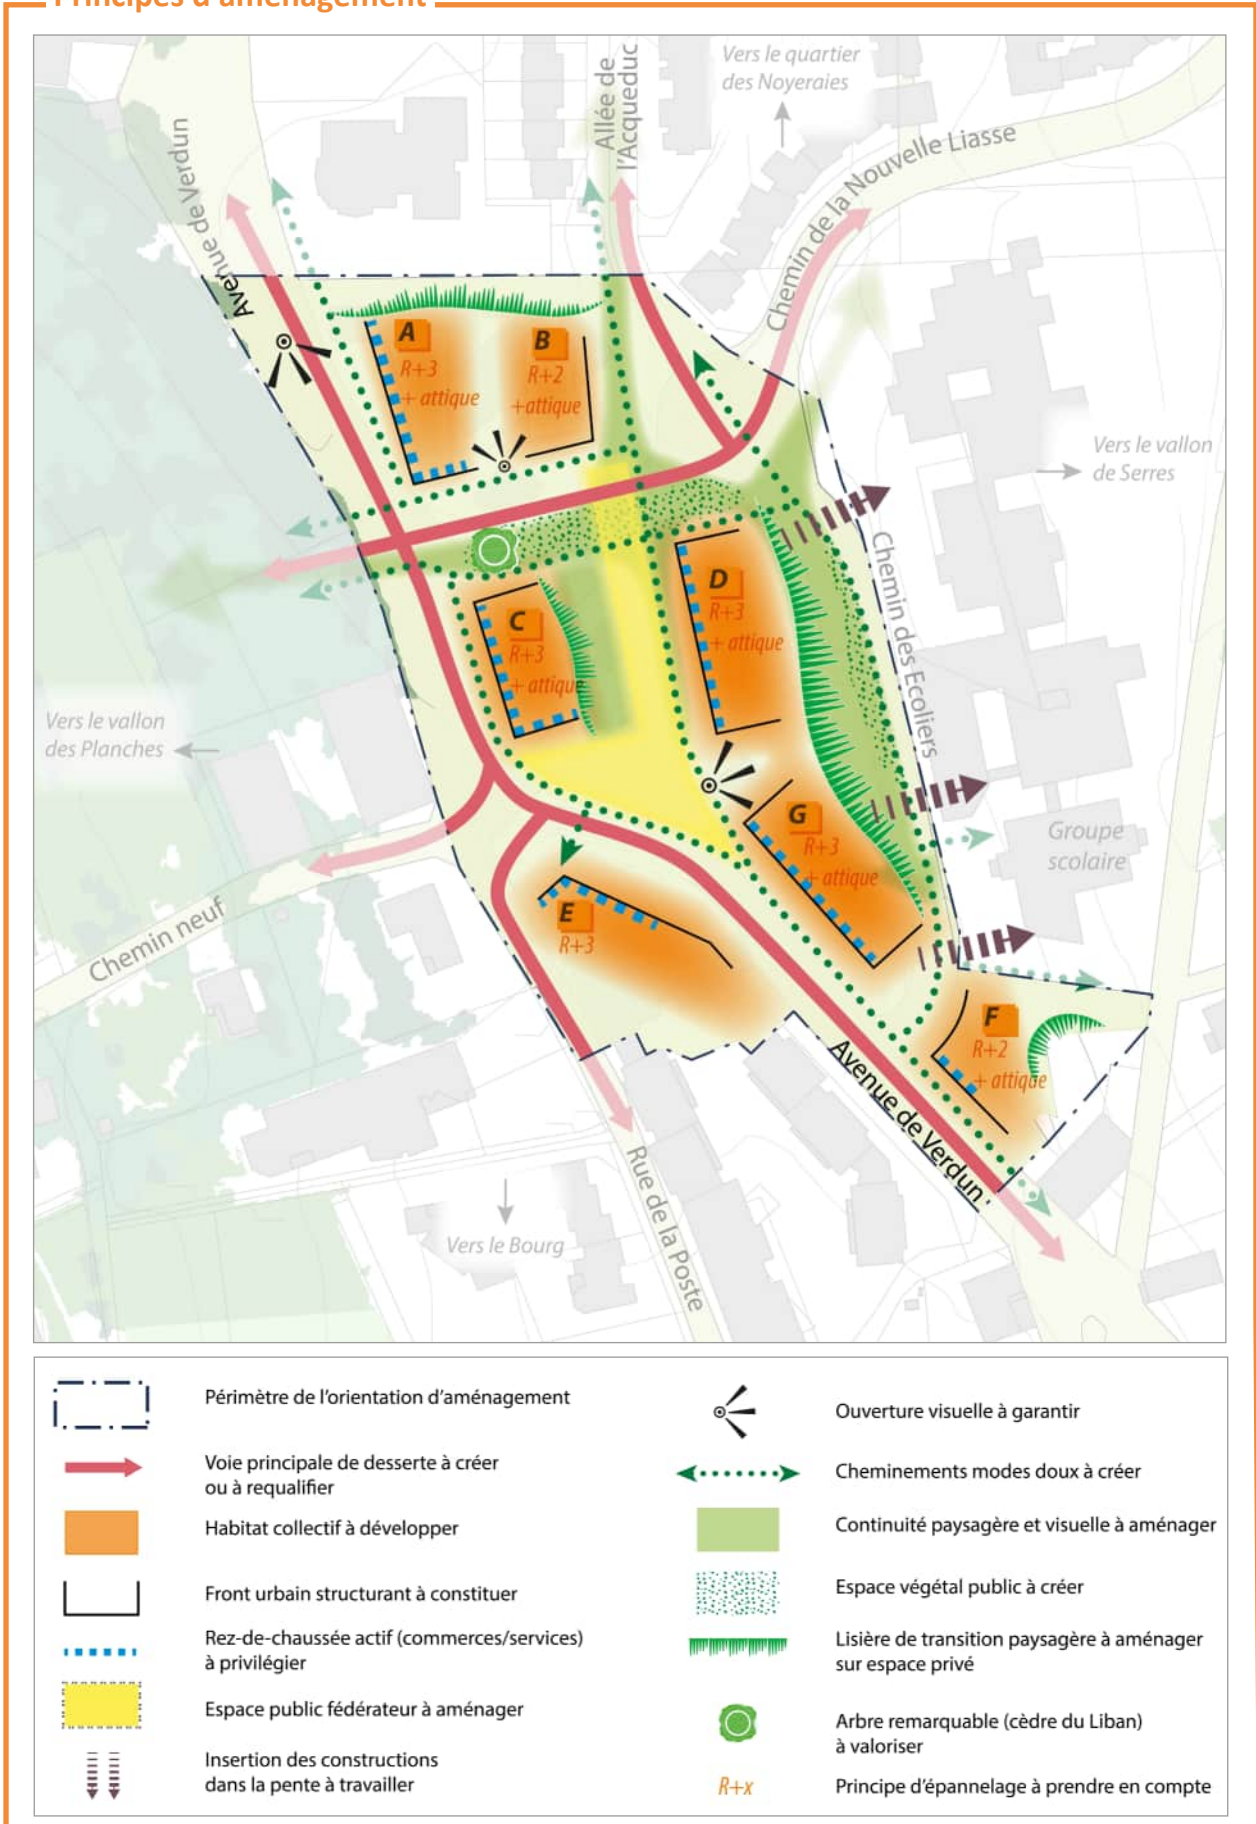 Principes d'aménagement
Vers le quartier
des Noyeraies
Allée de
l'Acqueduc
Avenue de Verdun
Chemin de la Nouvelle Liasse
A
R+3
+ attique
B
R+2
+attique
Vers le vallon
de Serres
Chemin des Ecoliers
C
R+3
+ attique
D
R+3
+ attique
Vers le vallon
des Planches
G
R+3
+ attique
Groupe
scolaire
E
R+3
Chemin neuf
F
R+2
+ attique
Avenue de Verdun
Rue de la Poste
Vers le Bourg
Périmètre de l'orientation d'aménagement
Voie principale de desserte à créer
ou à requalifier
Habitat collectif à développer
Front urbain structurant à constituer
Rez-de-chaussée actif (commerces/services)
à privilégier
Espace public fédérateur à aménager
Insertion des constructions
dans la pente à travailler
Ouverture visuelle à garantir
Cheminements modes doux à créer
Continuité paysagère et visuelle à aménager
Espace végétal public à créer
Lisière de transition paysagère à aménager
sur espace privé
Arbre remarquable (cèdre du Liban)
à valoriser
R+x
Principe d'épannelage à prendre en compte